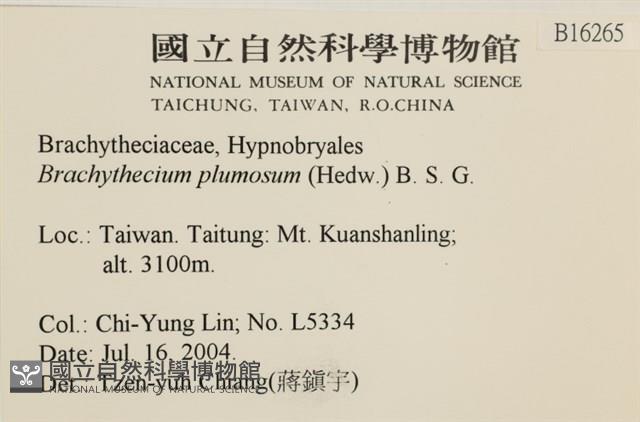 B16265
國立自然科學博物館
NATIONAL MUSEUM OF NATURAL SCIENCE
TAICHUNG, TAIWAN, R.O.CHINA
Brachytheciaceae, Hypnobryales
Brachythecium plumosum (Hedw.) B. S. G.
Loc.: Taiwan. Taitung: Mt. Kuanshanling;
alt. 3100m.
Col.: Chi-Yung Lin; No. L5334
Date: Jul. 16, 2004.
Det.: Tzen-yuh Chiang(蔣鎮宇)
國立自然科學博物館
NATIONAL MUSEUM OF NATURAL SCIENCE